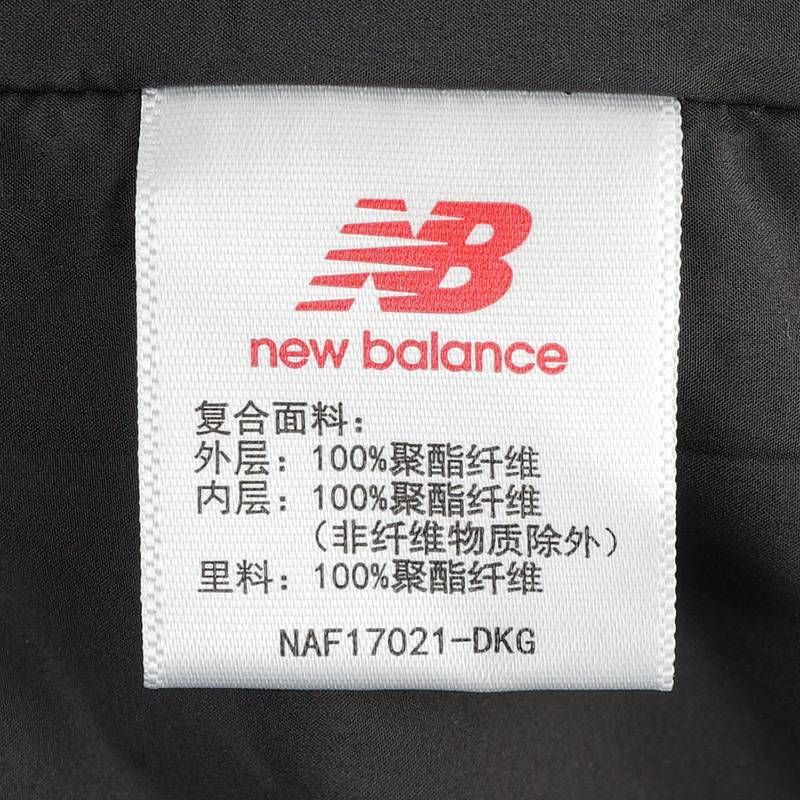 NB
new balance
复合面料：
外层：100%聚酯纤维
内层：100%聚酯纤维
（非纤维物质除外）
里料：100%聚酯纤维
NAF17021-DKG